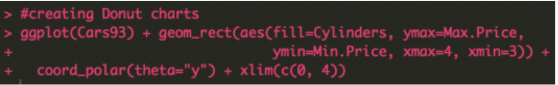 > #creating Donut charts
> ggplot(Cars93) + geom_rect(aes(fill=Cylinders, ymax=Max.Price,
+                                ymin=Min.Price, xmax=4, xmin=3)) +
+   coord_polar(theta="y") + xlim(c(0, 4))